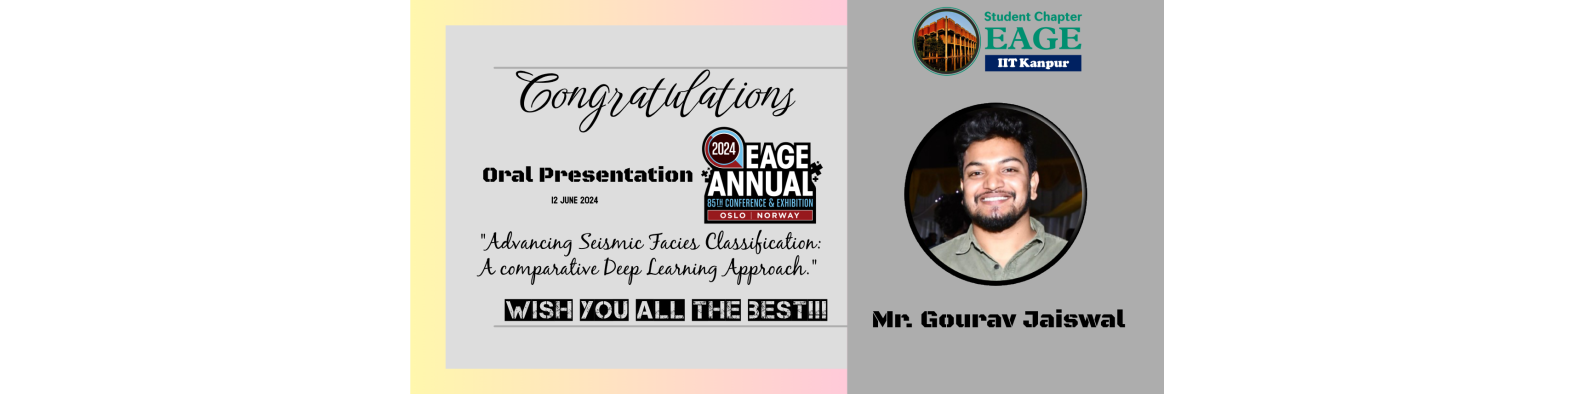 Congratulations
Oral Presentation
12 JUNE 2024
2024
EAGE
ANNUAL
85TH CONFERENCE & EXHIBITION
OSLO | NORWAY
"Advancing Seismic Facies Classification:
A comparative Deep Learning Approach."
WISH YOU ALL THE BEST!!!
Student Chapter
EAGE
IIT Kanpur
Mr. Gourav Jaiswal